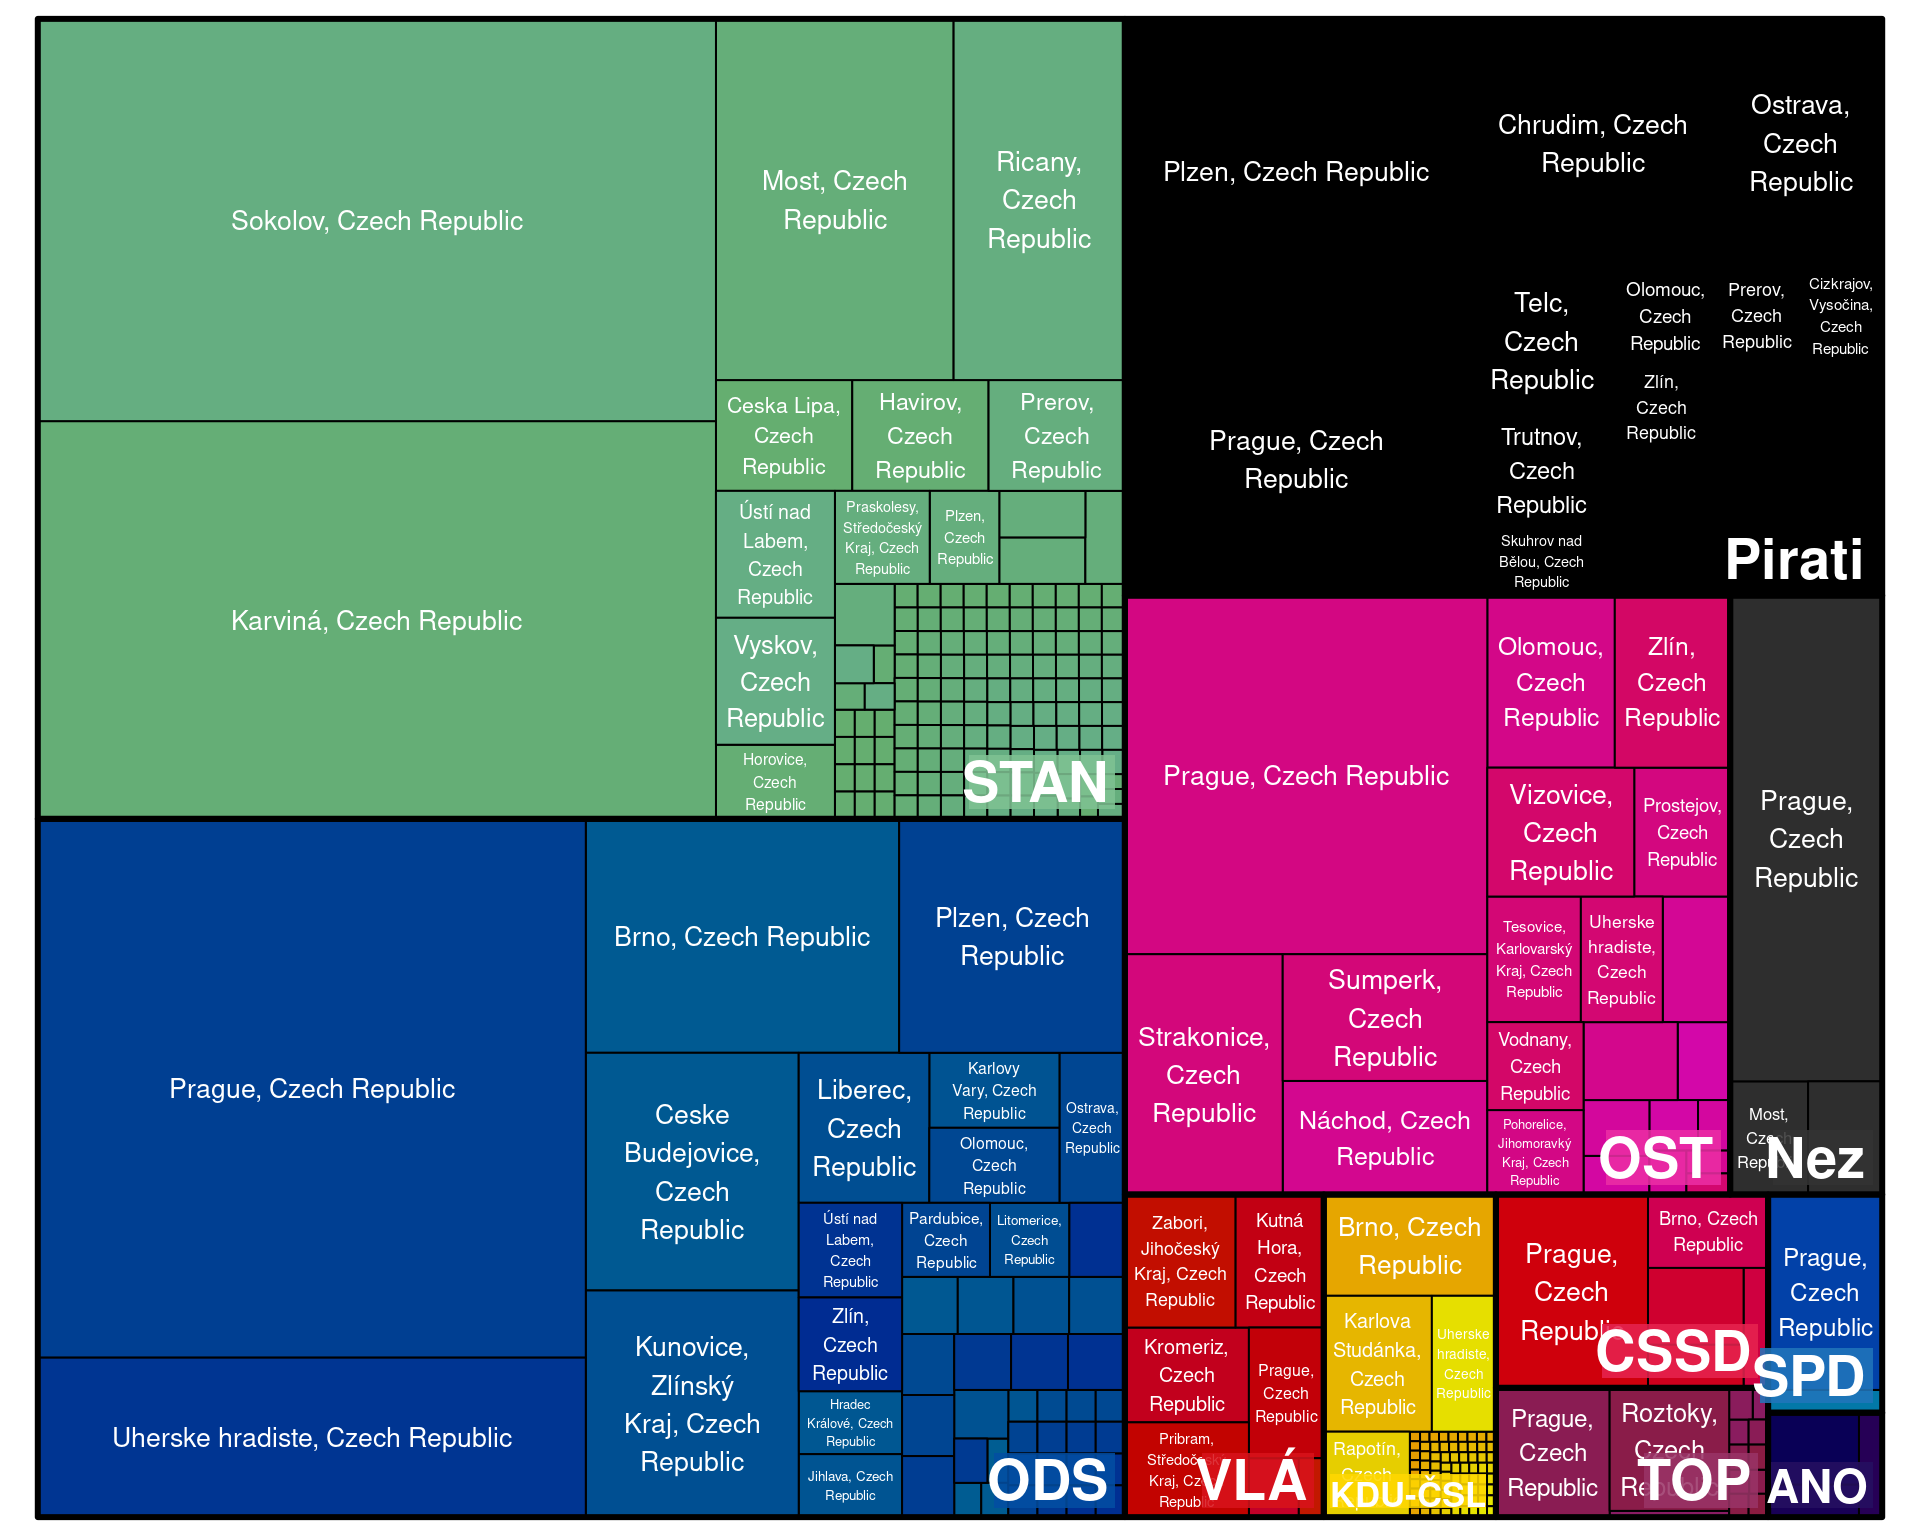 Sokolov, Czech Republic
Karviná, Czech Republic
Most, Czech
Republic
Ricany,
Czech
Republic
Ceska Lipa,
Czech
Republic
Havirov,
Czech
Republic
Prerov,
Czech
Republic
Ústí nad
Labem,
Czech
Republic
Praskolesy,
Středočeský
Kraj, Czech
Republic
Plzen,
Czech
Republic
Vyskov,
Czech
Republic
Horovice,
Czech
Republic
STAN
Plzen, Czech Republic
Chrudim, Czech
Republic
Ostrava,
Czech
Republic
Prague, Czech
Republic
Telc,
Czech
Republic
Olomouc,
Czech
Republic
Prerov,
Czech
Republic
Cizkrajov,
Vysočina,
Czech
Republic
Zlín,
Czech
Republic
Trutnov,
Czech
Republic
Skuhrov nad
Bělou, Czech
Republic
Pirati
Prague, Czech Republic
Uherske hradiste, Czech Republic
Brno, Czech Republic
Plzen, Czech
Republic
Ceske
Budejovice,
Czech
Republic
Kunovice,
Zlínský
Kraj, Czech
Republic
Liberec,
Czech
Republic
Karlovy
Vary, Czech
Republic
Olomouc,
Czech
Republic
Ostrava,
Czech
Republic
Ústí nad
Labem,
Czech
Republic
Pardubice,
Czech
Republic
Litomerice,
Czech
Republic
Zlín,
Czech
Republic
Hradec
Králové, Czech
Republic
Jihlava, Czech
Republic
ODS
Prague, Czech Republic
Strakonice,
Czech
Republic
Sumperk,
Czech
Republic
Náchod, Czech
Republic
Olomouc,
Czech
Republic
Zlín,
Czech
Republic
Vizovice,
Czech
Republic
Prostejov,
Czech
Republic
Tesovice,
Karlovarský
Kraj, Czech
Republic
Uherske
hradiste,
Czech
Republic
Vodnany,
Czech
Republic
Pohorelice,
Jihomoravký
Kraj, Czech
Republic
OST
Prague,
Czech
Republic
Most,
Czech
Republic
Nez
Zabori,
Jihočeský
Kraj, Czech
Republic
Kutná
Hora,
Czech
Republic
Kromeriz,
Czech
Republic
Prague,
Czech
Republic
Pribram,
Středočeský
Kraj, Czech
Republic
VLÁ
Brno, Czech
Republic
Karlova
Studánka,
Czech
Republic
Uherske
hradiste,
Czech
Republic
Rapotín,
Czech
KDU-ČSL
Prague,
Czech
Republic
Brno, Czech
Republic
CSSD
Prague,
Czech
Republic
SPD
Prague,
Czech
Republic
Roztoky,
Czech
Republic
TOP
ANO